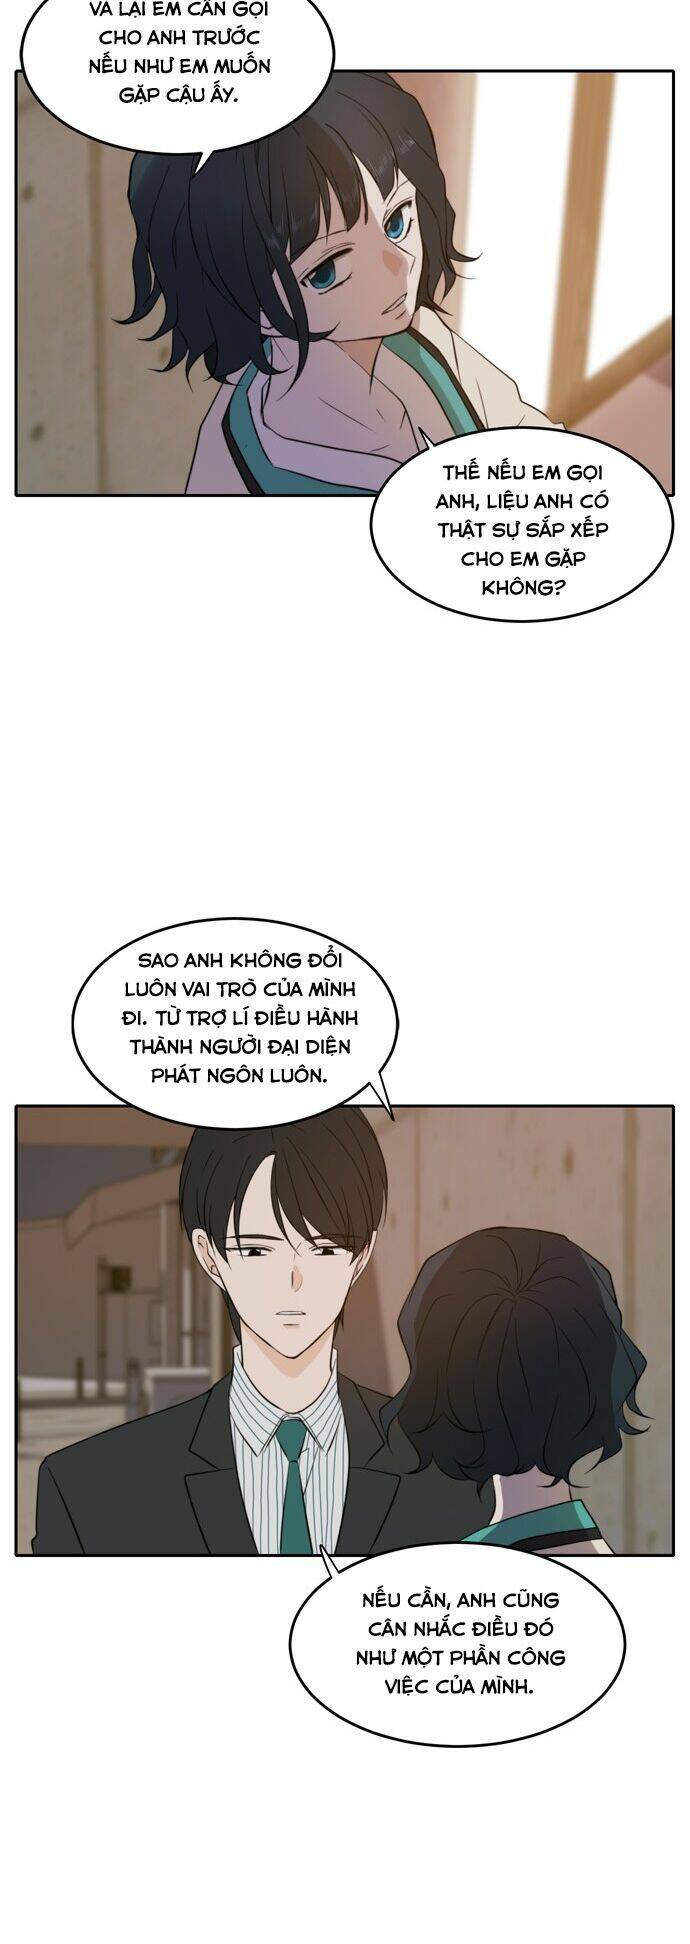 VẢ LẠI EM CẦN GỌI
CHO ANH TRƯỚC
NẾU NHƯ EM MUỐN
GẶP CẬU ẤY.
THẾ NẾU EM GỌI
ANH, LIỆU ANH CÓ
THẬT SỰ SẮP XẾP
CHO EM GẶP
KHÔNG?
SAO ANH KHÔNG ĐỔI
LUÔN VAI TRÒ CỦA MÌNH
ĐI. TỪ TRỢ LÍ ĐIỀU HÀNH
THÀNH NGƯỜI ĐẠI DIỆN
PHÁT NGÔN LUÔN.
NẾU CẦN, ANH CŨNG
CÂN NHẮC ĐIỀU ĐÓ
NHƯ MỘT PHẦN CÔNG
VIỆC CỦA MÌNH.